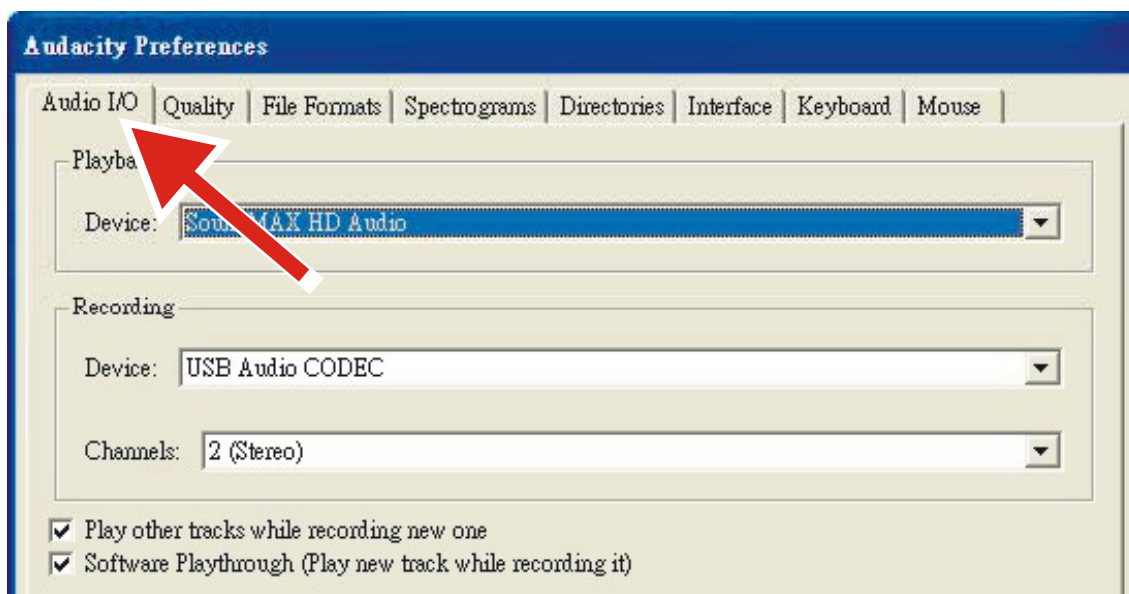 Audacity Preferences
Audio I/O Quality File Formats Spectrograms Directories Interface Keyboard Mouse
Device: HD Audio
Recording
Device: USB Audio CODEC
Channels: 2 (Stereo)
Play other tracks while recording new one
Software Playthrough (Play new track while recording it)